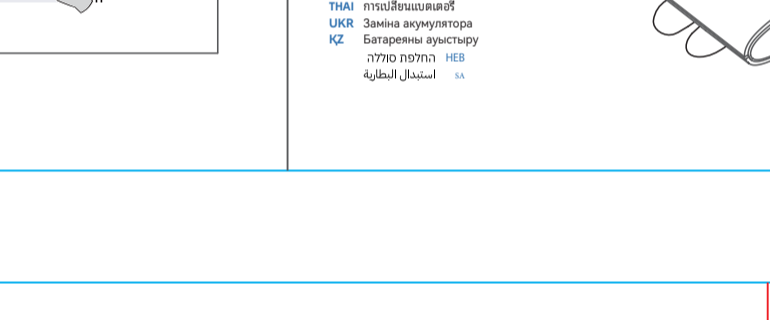 THAI การเปลี่ยนแบตเตอรี่
UKR Заміна акумулятора
ҚZ Батареяны ауыстыру
החלפת סוללה HEB
استبدال البطارية SA